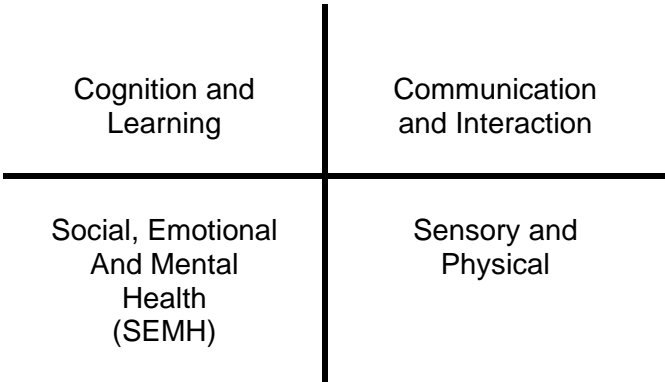 Cognition and
Learning
Communication
and Interaction
Social, Emotional
And Mental
Health
(SEMH)
Sensory and
Physical